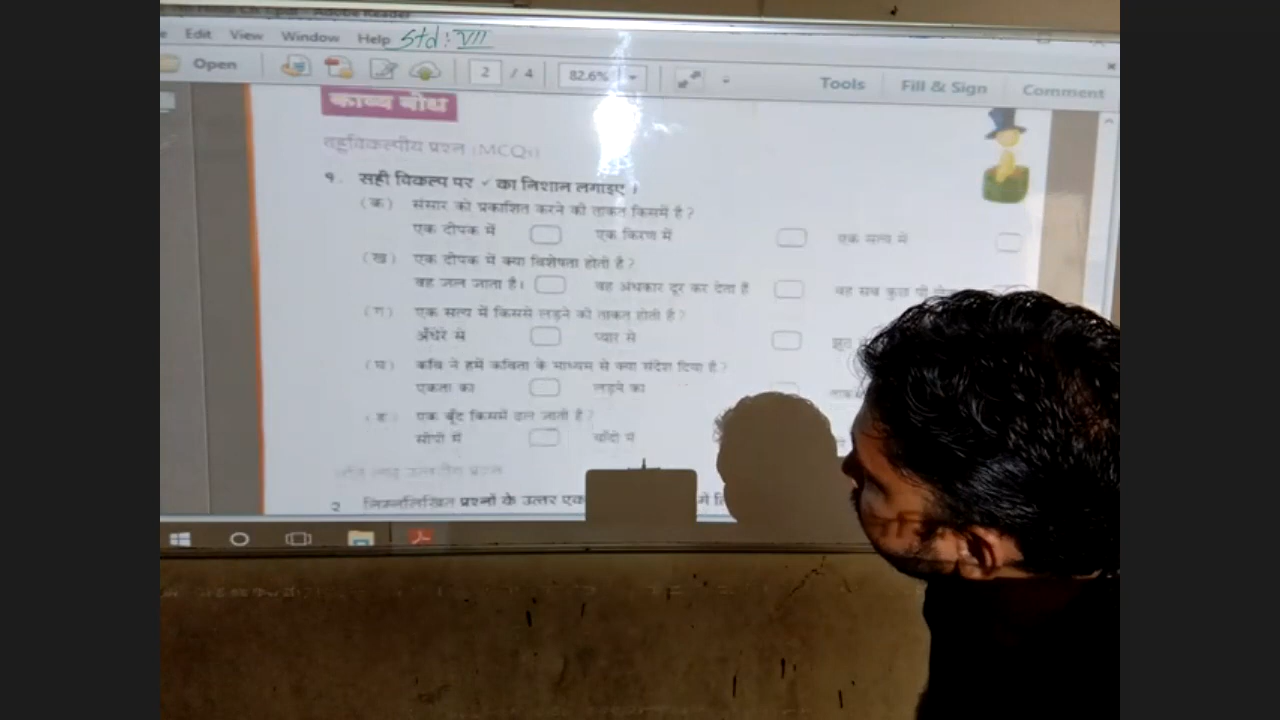 Edit View Window Help Std : VII
Open 2 / 4 82.6% Tools Fill & Sign Comment
काव्य बोध
बहुविकल्पीय प्रश्न (MCQs)
१. सही विकल्प पर ✓ का निशान लगाइए ।
(क) संसार को प्रकाशित करने की ताकत किसमें है ?
एक दीपक में एक किरण में एक सत्य में
(ख) एक दीपक में क्या विशेषता होती है ?
वह जल जाता है। वह अंधकार दूर कर देता है वह सब कुछ
(ग) एक सत्य में किससे लड़ने की ताकत होती है ?
अँधेरे से प्यार से झूठ
(घ) कवि ने हमें कविता के माध्यम से क्या संदेश दिया है ?
एकता का लड़ने का
(ङ) एक बूँद किसमें ढल जाती है ?
सीपी में चाँदी में
प्रश्न
2 निम्नलिखित प्रश्नों के उत्तर एक में